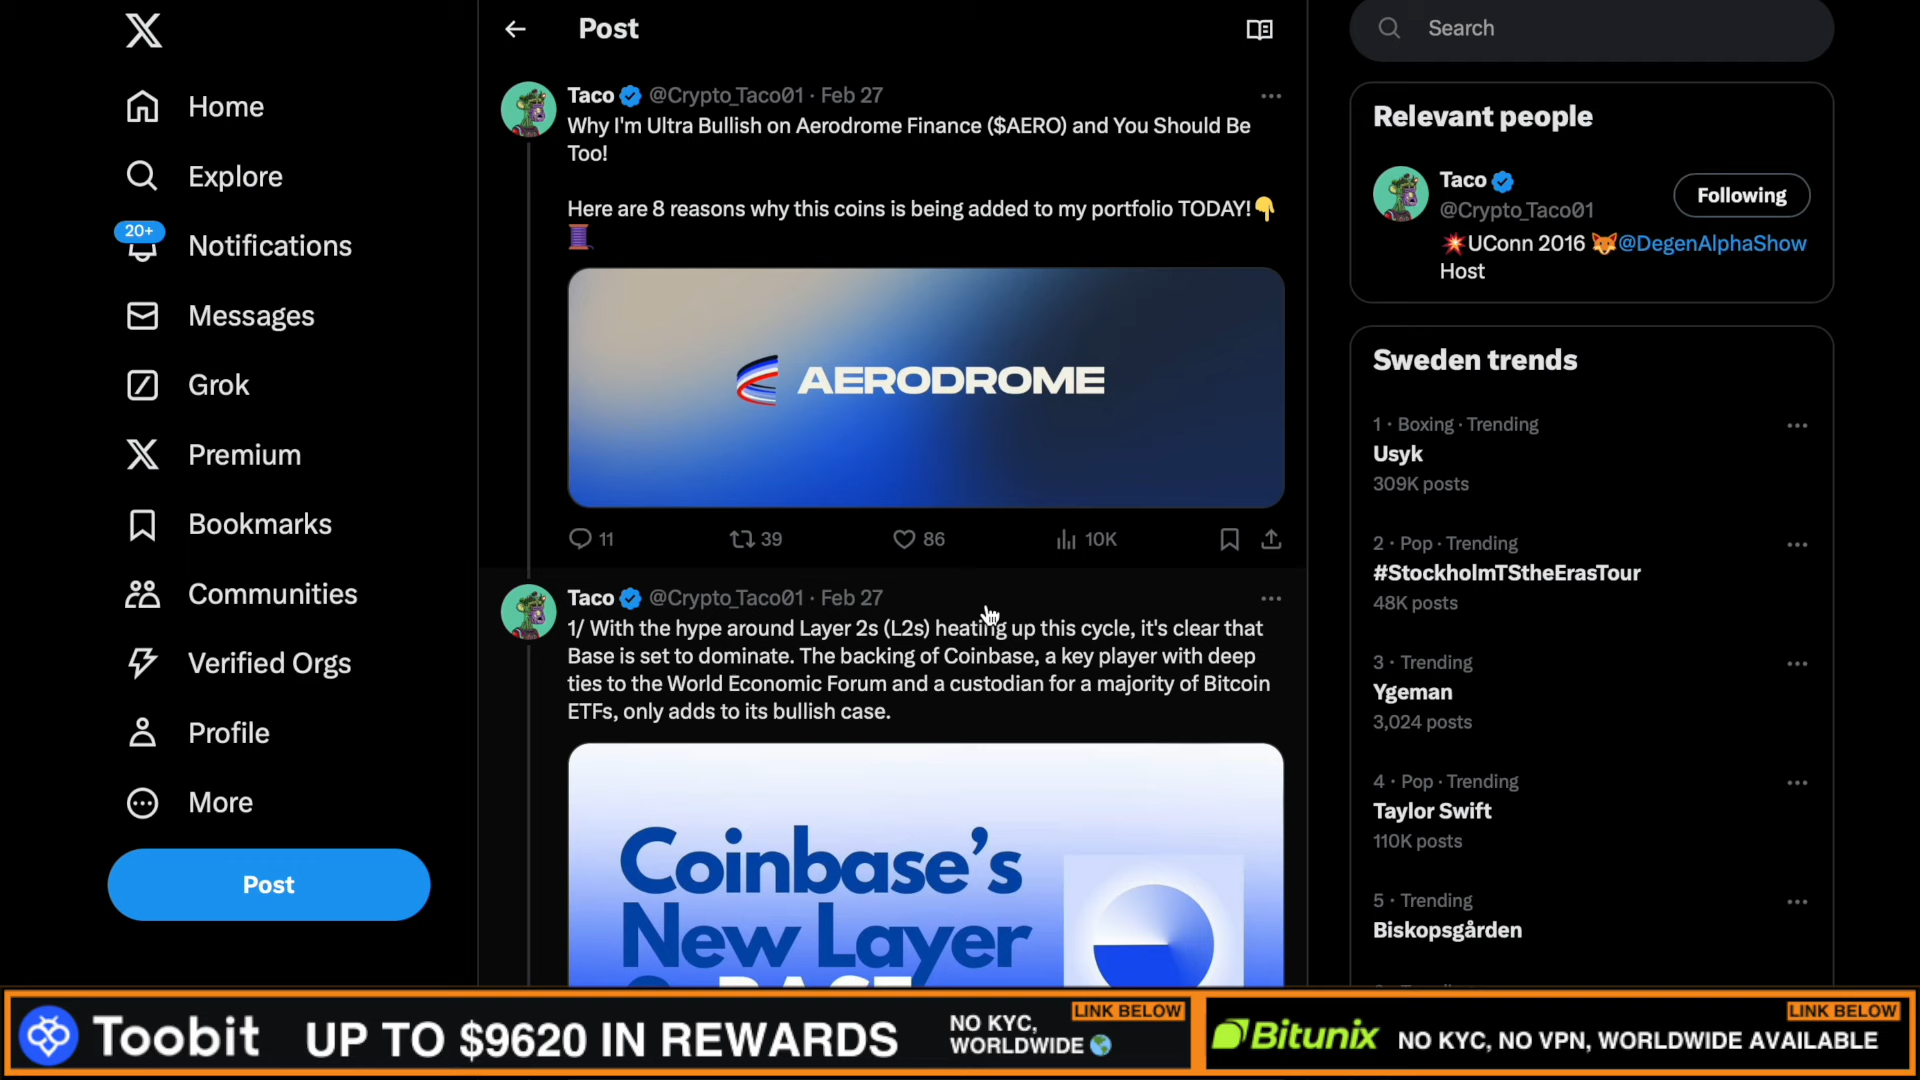 Home
Explore
20+
Notifications
Messages
Grok
Premium
Bookmarks
Communities
Verified Orgs
Profile
More
Post
Post
Taco @Crypto_Taco01 · Feb 27
Why I'm Ultra Bullish on Aerodrome Finance ($AERO) and You Should Be
Too!
Here are 8 reasons why this coins is being added to my portfolio TODAY!👇
🧵
AERODROME
11 39 86 10K
Taco @Crypto_Taco01 · Feb 27
1/ With the hype around Layer 2s (L2s) heating up this cycle, it's clear that
Base is set to dominate. The backing of Coinbase, a key player with deep
ties to the World Economic Forum and a custodian for a majority of Bitcoin
ETFs, only adds to its bullish case.
Coinbase's
New Layer
Search
Relevant people
Taco
@Crypto_Taco01
Following
💥UConn 2016 🦊@DegenAlphaShow
Host
Sweden trends
1 · Boxing · Trending
Usyk
309K posts
2 · Pop · Trending
#StockholmTStheErasTour
48K posts
3 · Trending
Ygeman
3,024 posts
4 · Pop · Trending
Taylor Swift
110K posts
5 · Trending
Biskopsgården
Toobit UP TO $9620 IN REWARDS
NO KYC,
WORLDWIDE 🌎
LINK BELOW
Bitunix NO KYC, NO VPN, WORLDWIDE AVAILABLE
LINK BELOW